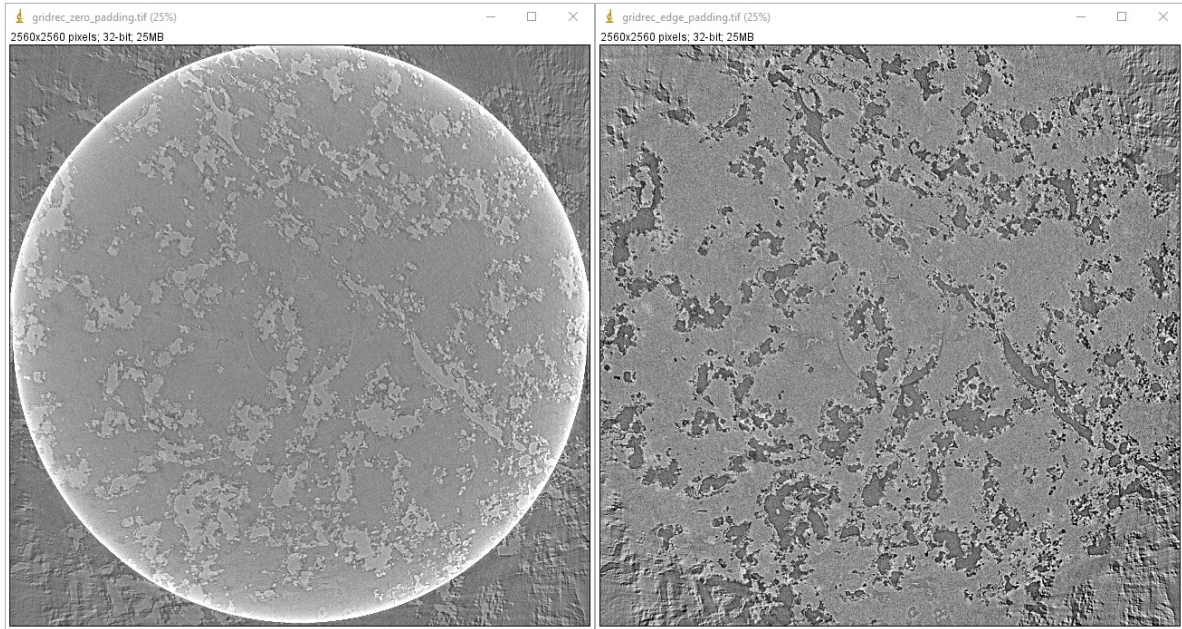 gridrec_zero_padding.tif (25%)
2560x2560 pixels; 32-bit; 25MB
gridrec_edge_padding.tif (25%)
2560x2560 pixels; 32-bit; 25MB